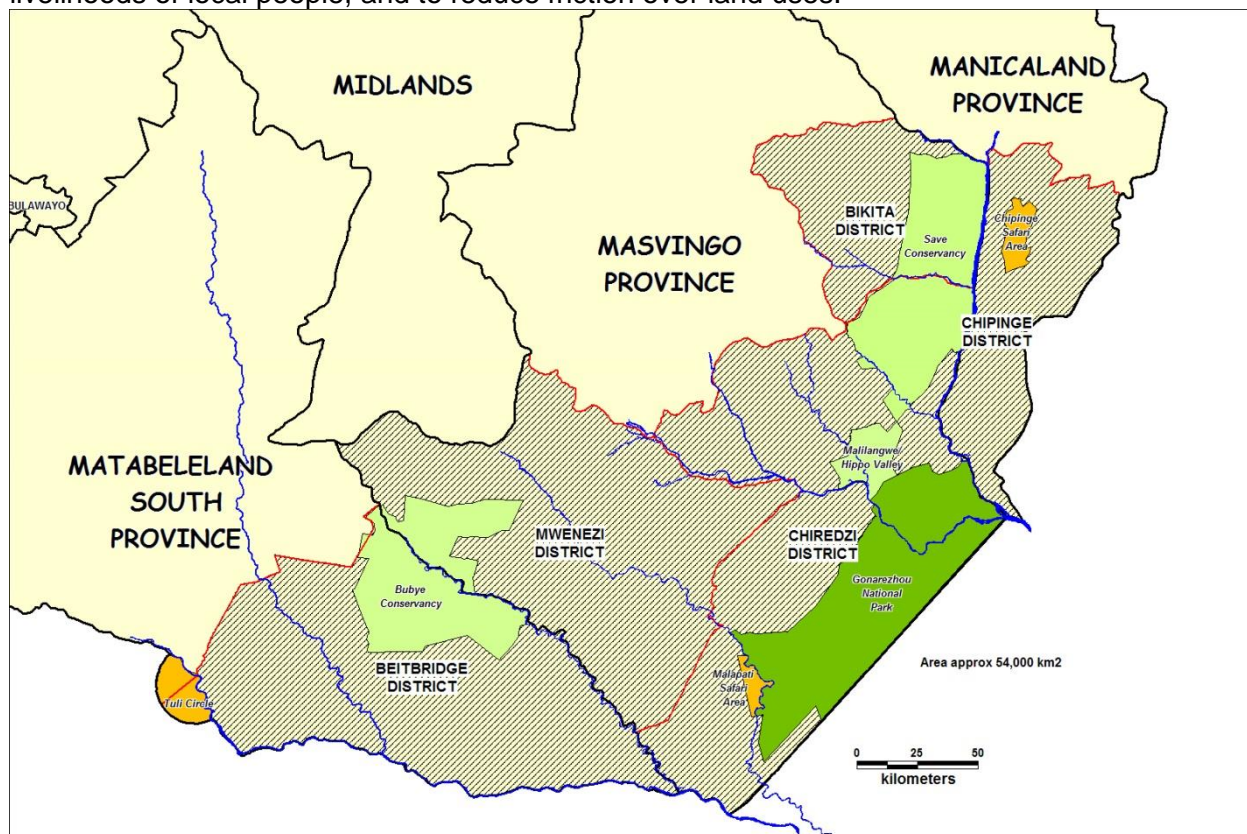 livelihoods of local people, and to reduce friction over land uses.
MIDLANDS
MANICALAND
PROVINCE
BULAWAYO
BIKITA
DISTRICT
Save
Conservancy
Chipinge
Safari
Area
MASVINGO
PROVINCE
CHIPINGE
DISTRICT
MATABELELAND
SOUTH
PROVINCE
Malilangwe/
Hippo Valley
MWENEZI
DISTRICT
CHIREDZI
DISTRICT
Bubye
Conservancy
Gonarezhou
National
Park
BEITBRIDGE
DISTRICT
Malapati
Safari
Area
Area approx 54,000 km2
Tuli Circle
0 25 50
kilometers